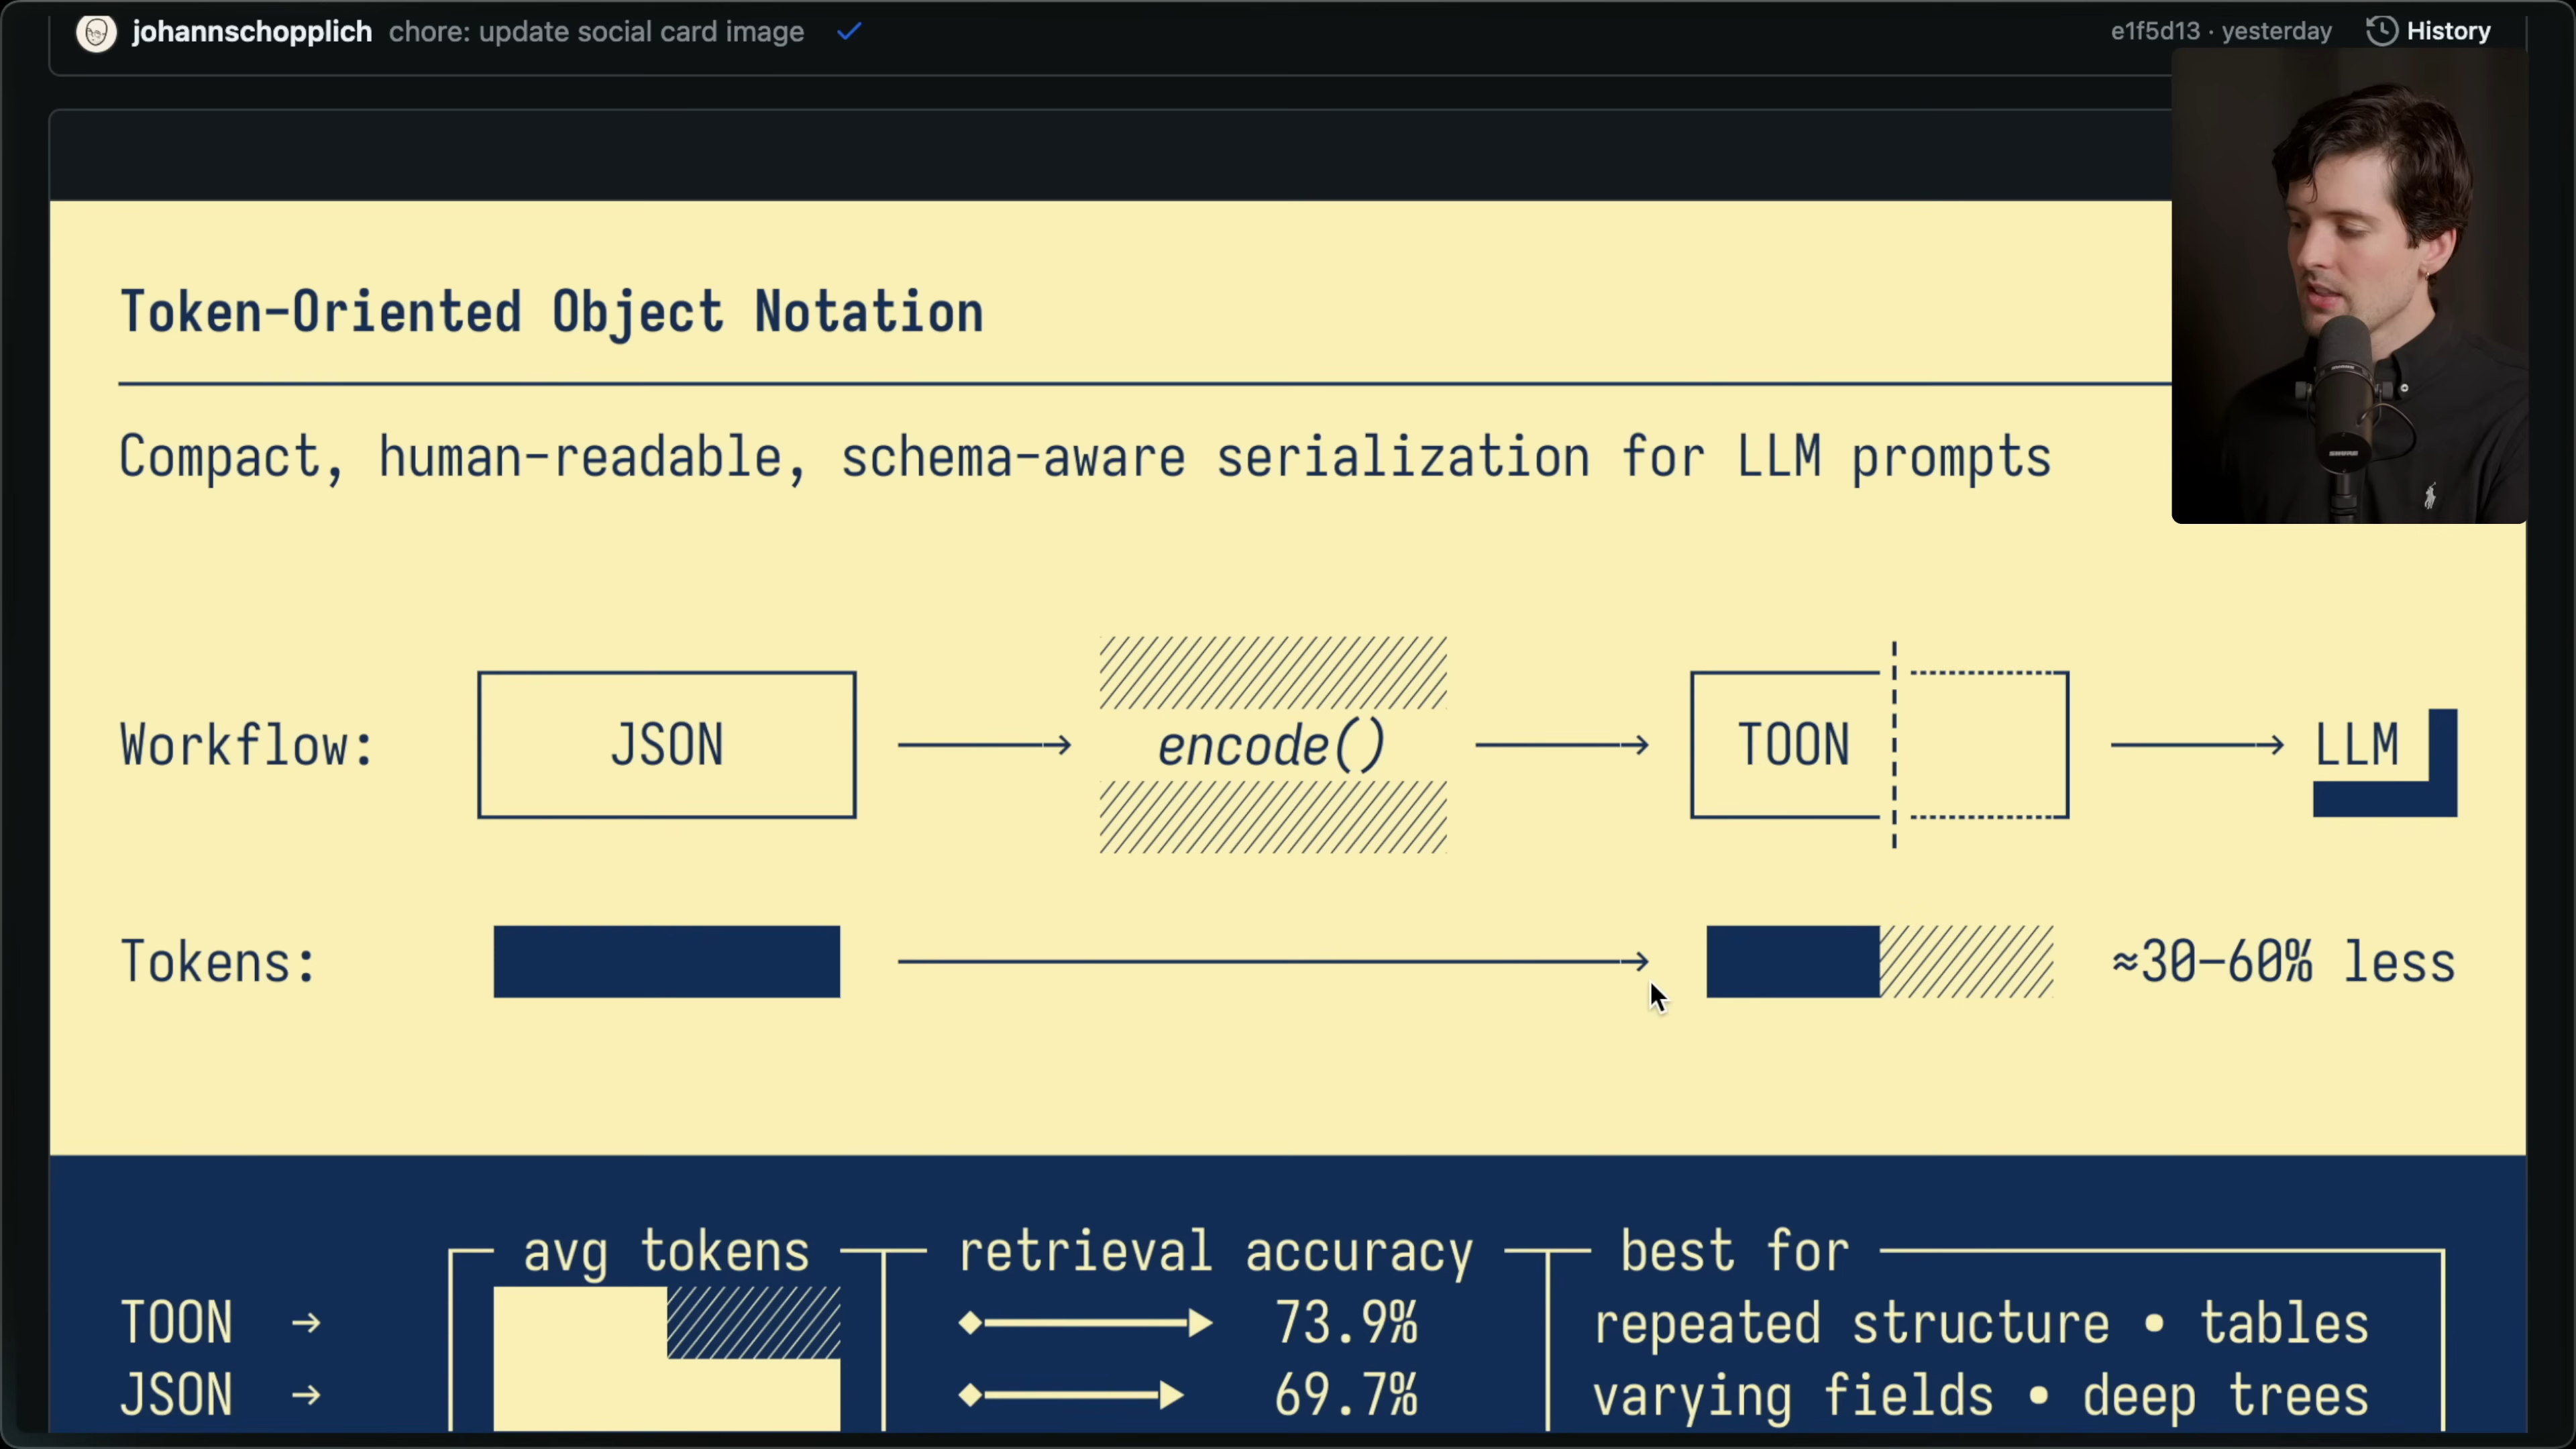 johannschopplich chore: update social card image e1f5d13 · yesterday History
Token-Oriented Object Notation
Compact, human-readable, schema-aware serialization for LLM prompts
Workflow: JSON → encode() → TOON → LLM
Tokens: → ≈30–60% less
avg tokens retrieval accuracy best for
TOON → 73.9% repeated structure • tables
JSON → 69.7% varying fields • deep trees